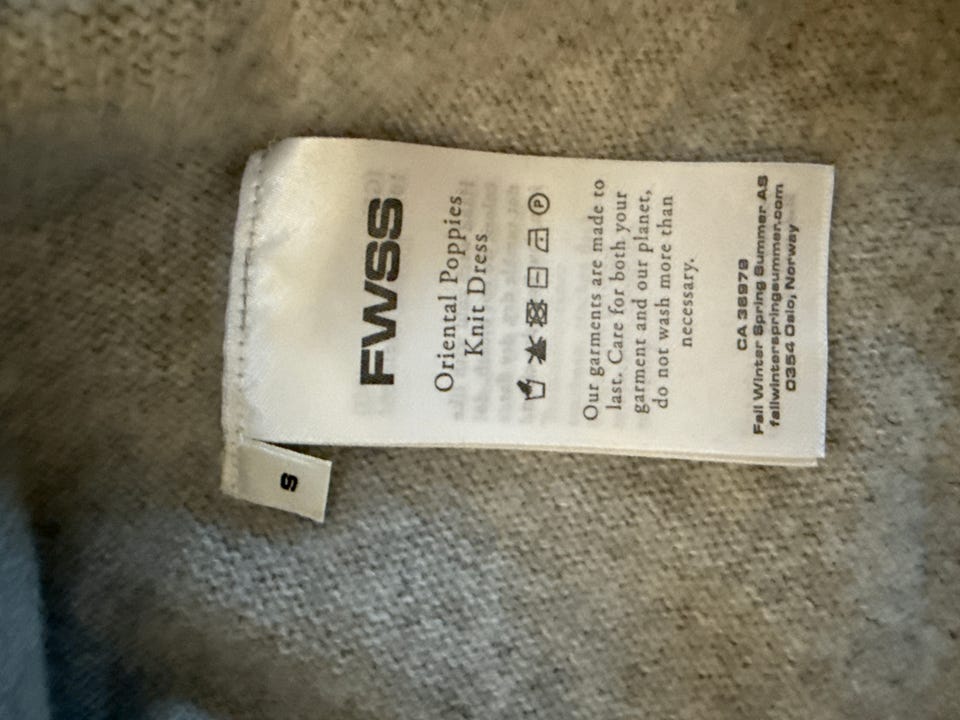 FWSS
Oriental Poppies
Knit Dress
P
Our garments are made to
last. Care for both your
garment and our planet,
do not wash more than
necessary.
CA 36979
Fall Winter Spring Summer AS
fallwinterspringsummer.com
0354 Oslo, Norway
S